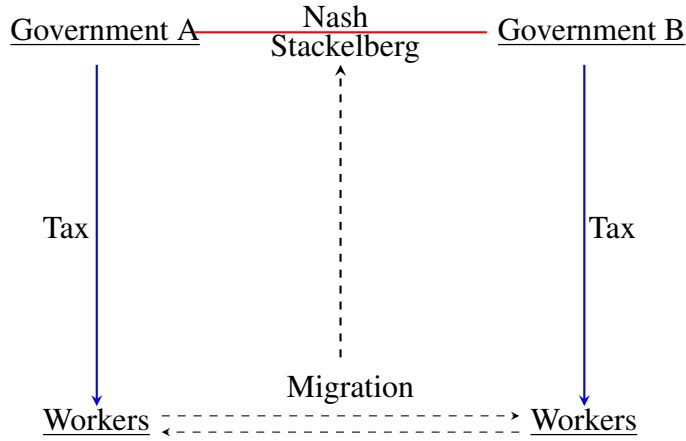 Nash
Government A
Government B
Stackelberg
Tax
Tax
Migration
Workers
Workers